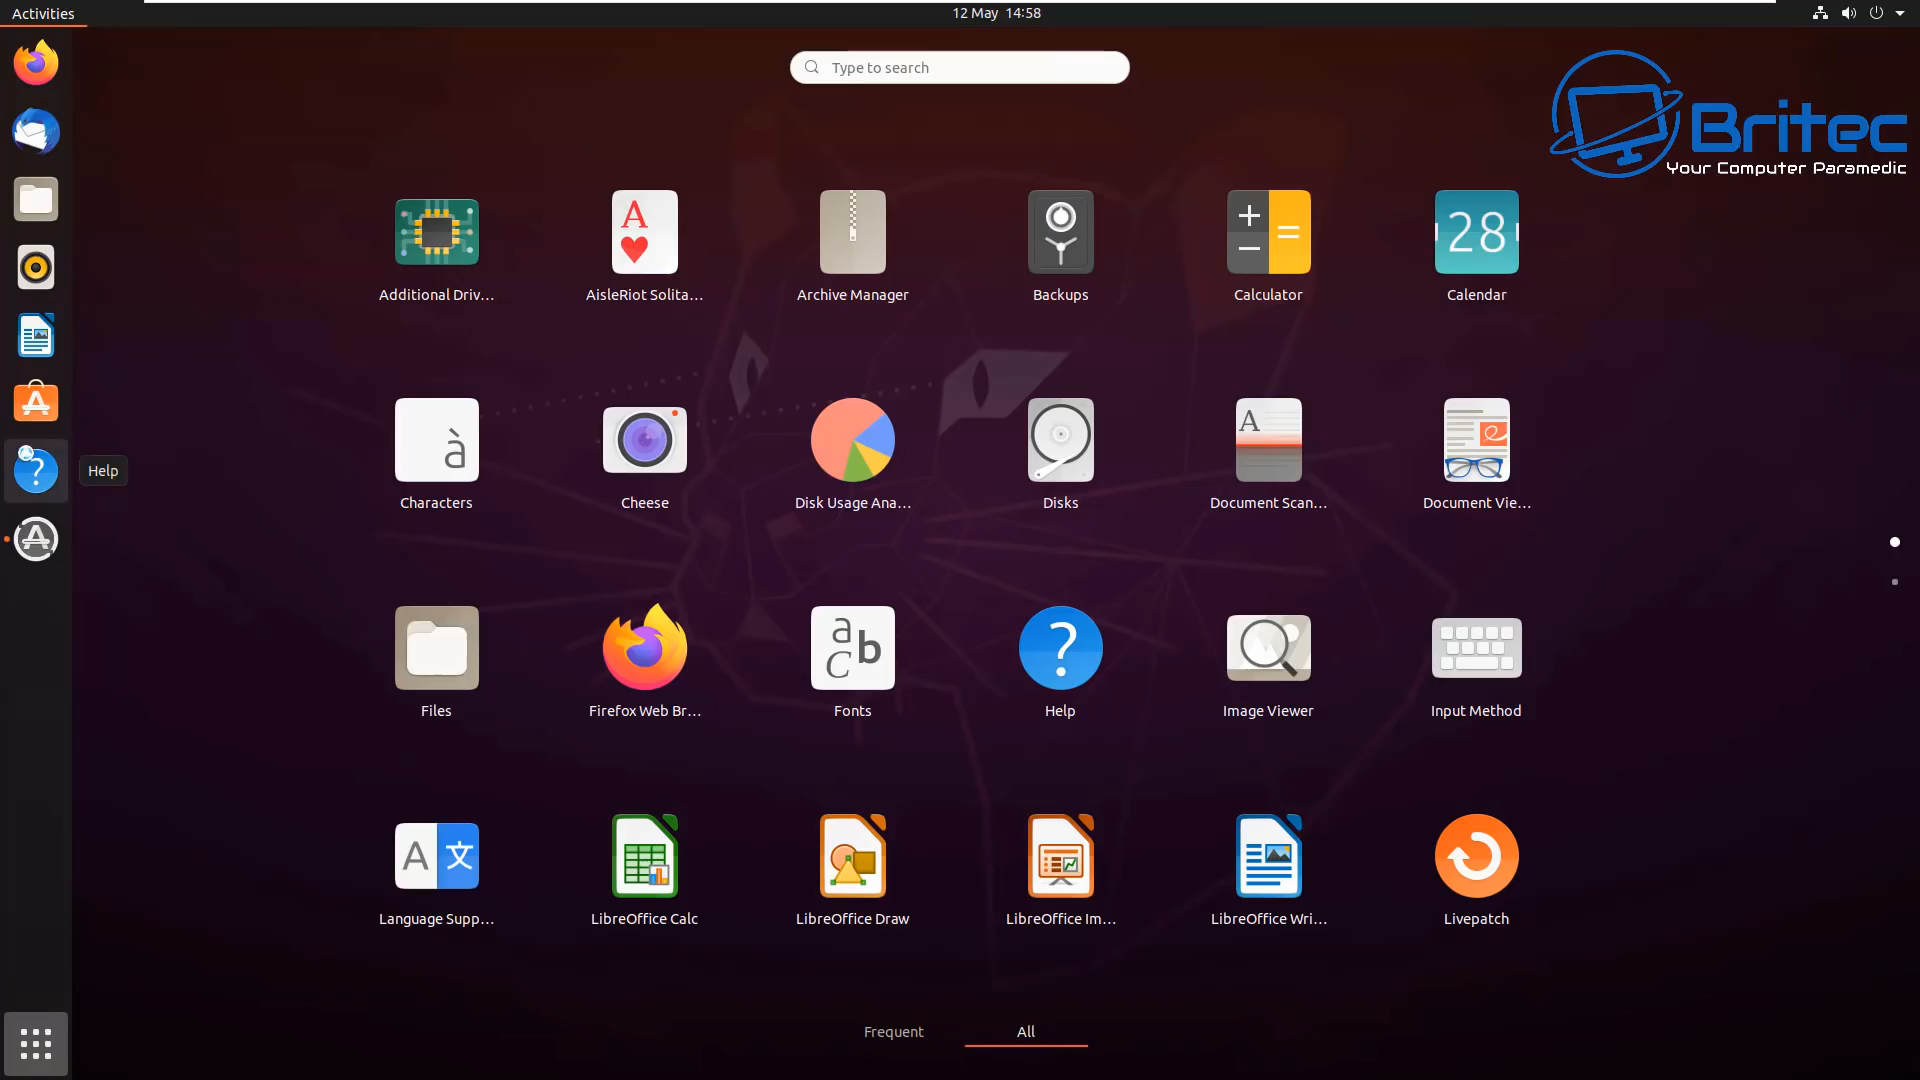 Activities
12 May 14:58
Type to search
Britec
Your Computer Paramedic
Additional Driv...
AisleRiot Solita...
Archive Manager
Backups
Calculator
Calendar
28
Characters
Cheese
Disk Usage Ana...
Disks
Document Scan...
Document Vie...
Help
Files
Firefox Web Br...
Fonts
Help
Image Viewer
Input Method
Language Supp...
LibreOffice Calc
LibreOffice Draw
LibreOffice Im...
LibreOffice Wri...
Livepatch
Frequent
All